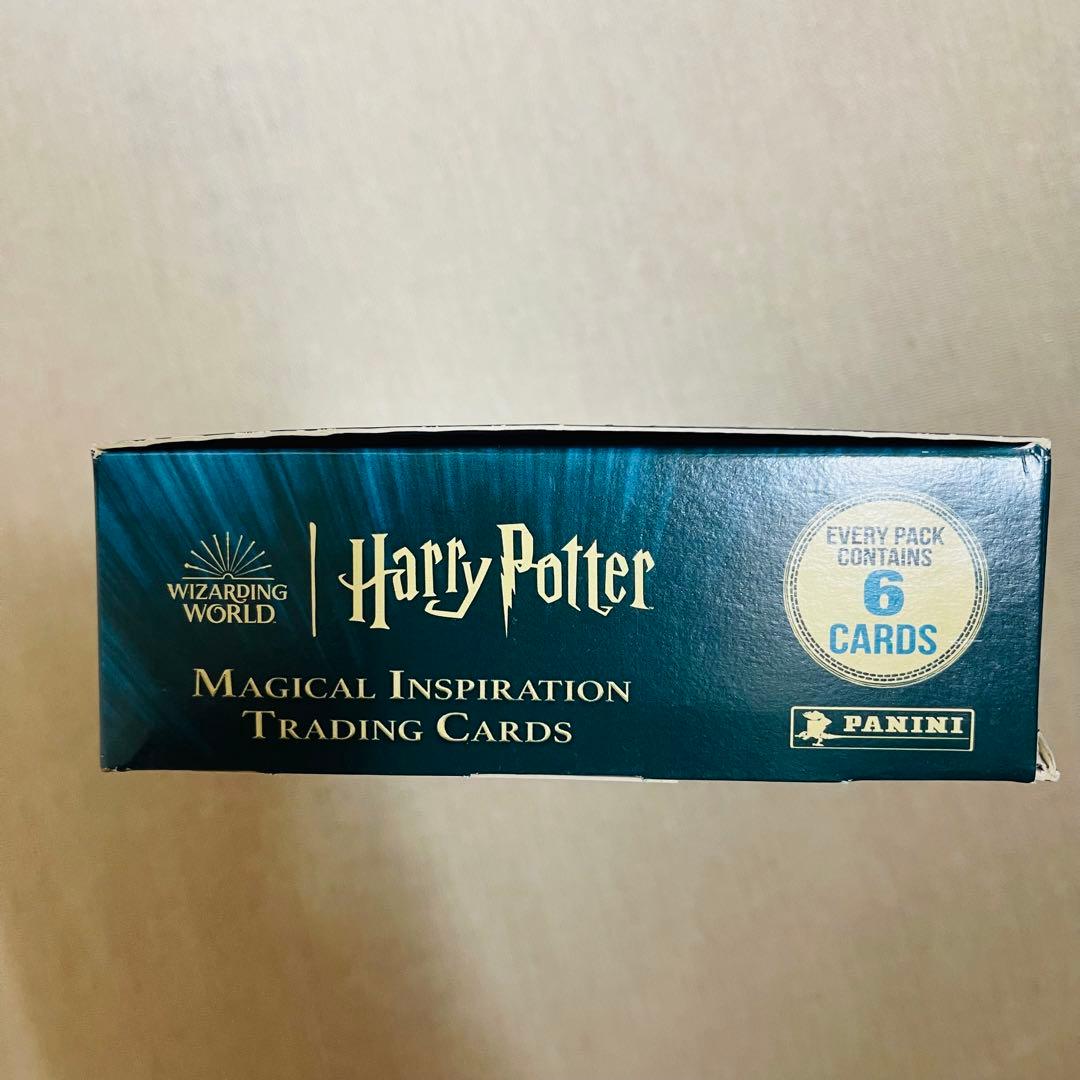 WIZARDING
WORLD
Harry Potter
MAGICAL INSPIRATION
TRADING CARDS
EVERY PACK
CONTAINS
6
CARDS
PANINI